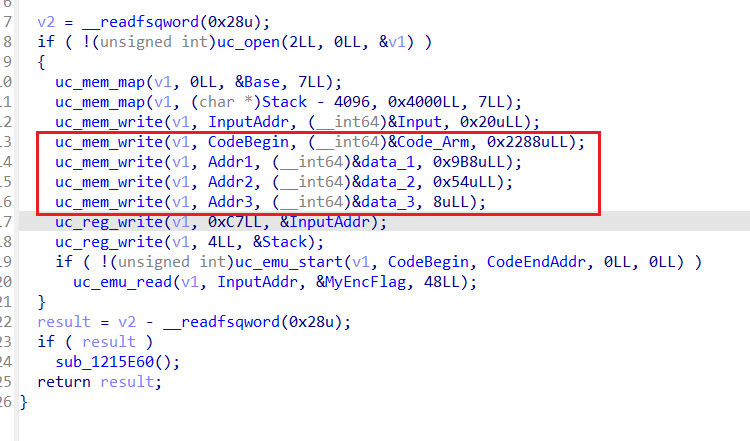 6
7 v2 = __readfsqword(0x28u);
8 if ( !(unsigned int)uc_open(2LL, 0LL, &v1) )
9 {
10 uc_mem_map(v1, 0LL, &Base, 7LL);
11 uc_mem_map(v1, (char *)Stack - 4096, 0x4000LL, 7LL);
12 uc_mem_write(v1, InputAddr, (__int64)&Input, 0x20uLL);
13 uc_mem_write(v1, CodeBegin, (__int64)&Code_Arm, 0x2288uLL);
14 uc_mem_write(v1, Addr1, (__int64)&data_1, 0x9B8uLL);
15 uc_mem_write(v1, Addr2, (__int64)&data_2, 0x54uLL);
16 uc_mem_write(v1, Addr3, (__int64)&data_3, 8uLL);
17 uc_reg_write(v1, 0xC7LL, &InputAddr);
18 uc_reg_write(v1, 4LL, &Stack);
19 if ( !(unsigned int)uc_emu_start(v1, CodeBegin, CodeEndAddr, 0LL, 0LL) )
20 uc_emu_read(v1, InputAddr, &MyEncFlag, 48LL);
21 }
22 result = v2 - __readfsqword(0x28u);
23 if ( result )
24 sub_1215E60();
25 return result;
26 }